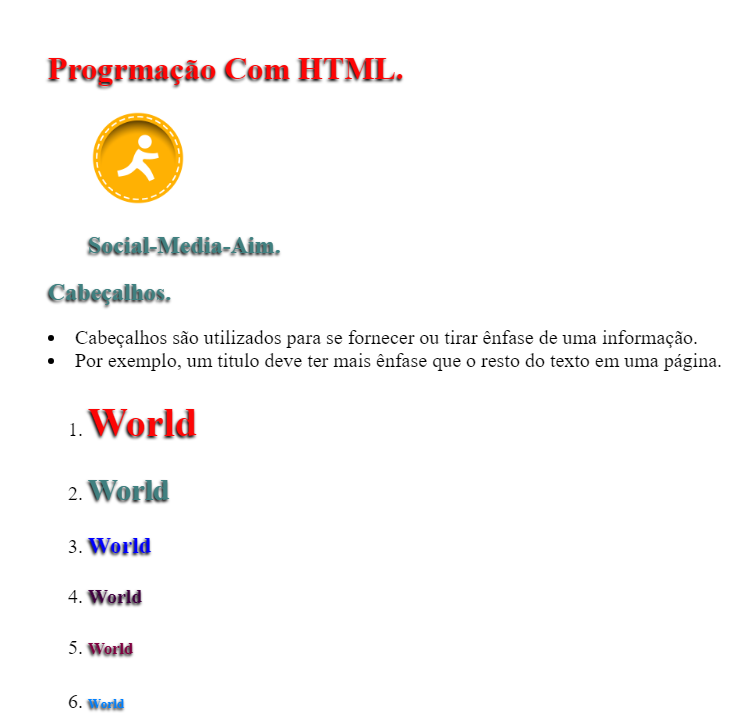 Progrmação Com HTML.
Social-Media-Aim.
Cabeçalhos.
• Cabeçalhos são utilizados para se fornecer ou tirar ênfase de uma informação.
• Por exemplo, um titulo deve ter mais ênfase que o resto do texto em uma página.
1. World
2. World
3. World
4. World
5. World
6. World